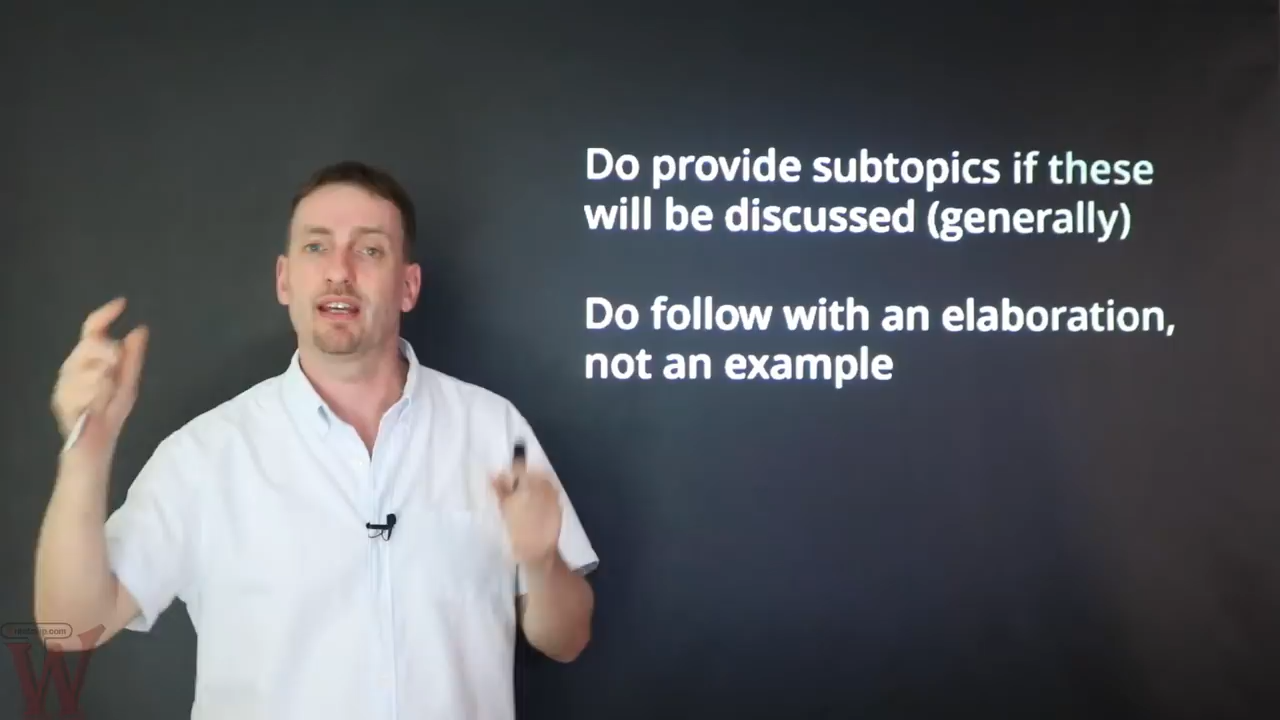 Do provide subtopics if these
will be discussed (generally)
Do follow with an elaboration,
not an example
W